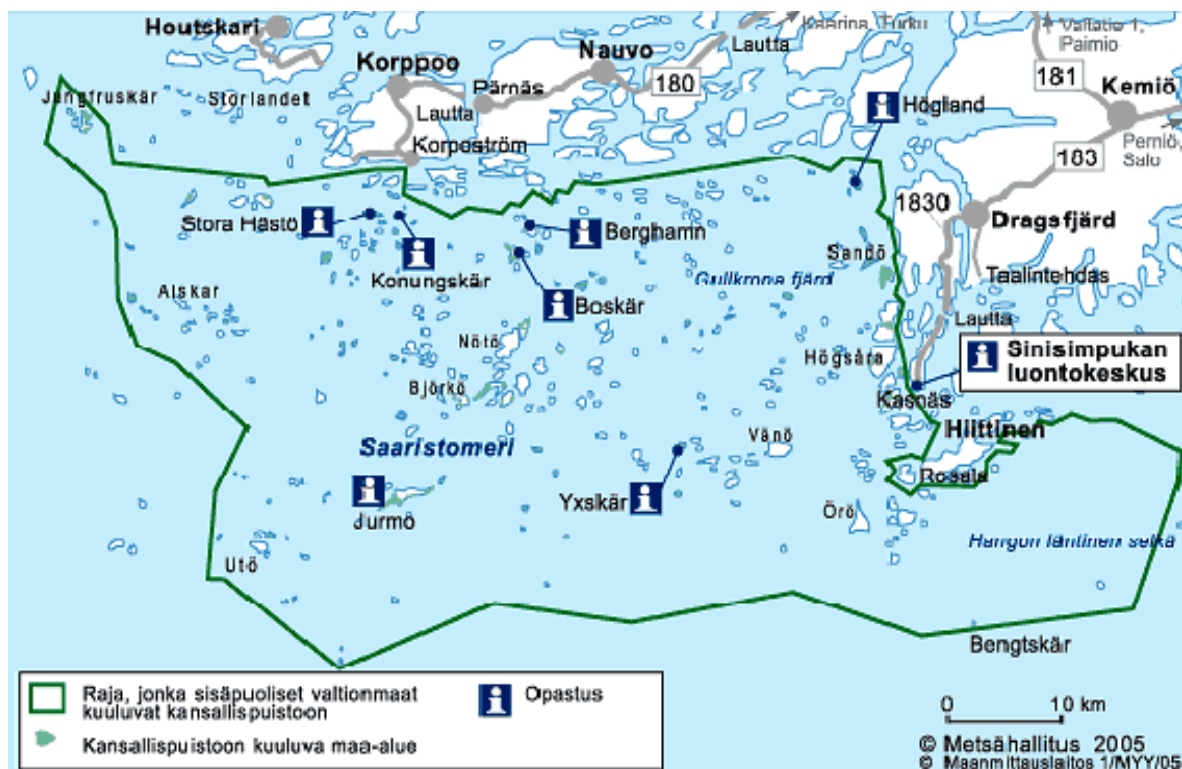 Houtskari
Kaarina, Turku
Valtatie 1,
Paimio
Nauvo
Lautta
Korppoo
180
181
Kemiö
Jungfruskär
Storlandet
Pärnäs
Högland
Lautta
Perniö,
Salo
Korpoström
183
1830
Stora Hästö
Berghamn
Dragsfjärd
Konungskär
Sandö
Gullkrona fjärd
Taalintehdas
Alskar
Boskär
Lautta
Nötö
Högsåra
Sinisimpukan
luontokeskus
Björkö
Kasnäs
Saaristomeri
Vänö
Hiittinen
Rosala
Jurmo
Yxskär
Örö
Hangon läntinen selkä
Utö
Bengtskär
Raja, jonka sisäpuoliset valtionmaat
kuuluvat kansallispuistoon
Opastus
Kansallispuistoon kuuluva maa-alue
0 10 km
© Metsähallitus 2005
© Maanmittauslaitos 1/MYY/05